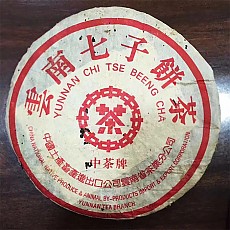 雲南七子餅茶
YUNNAN CHI TSE BEENG CHA
茶
中茶牌
中國土產畜產進出口公司雲南省茶葉分公司
CHINA NATIONAL NATIVE PRODUCE & ANIMAL BY-PRODUCTS IMPORT & EXPORT CORPORATION
YUNNAN TEA BRANCH